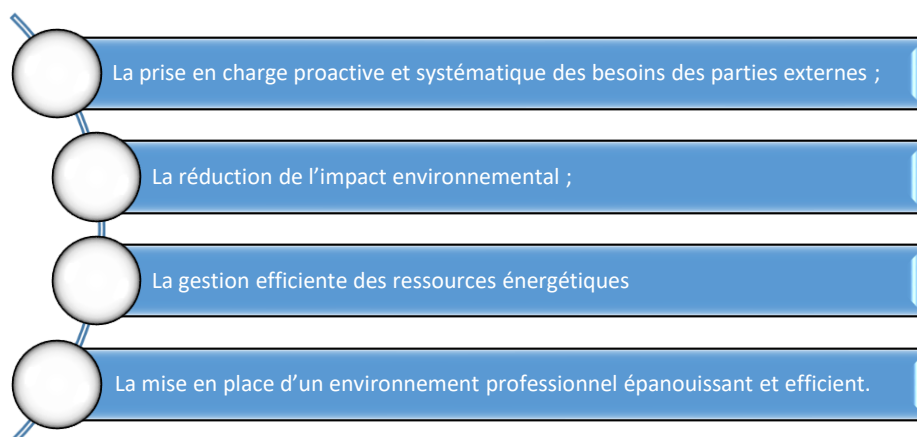 La prise en charge proactive et systématique des besoins des parties externes ;
La réduction de l’impact environnemental ;
La gestion efficiente des ressources énergétiques
La mise en place d’un environnement professionnel épanouissant et efficient.